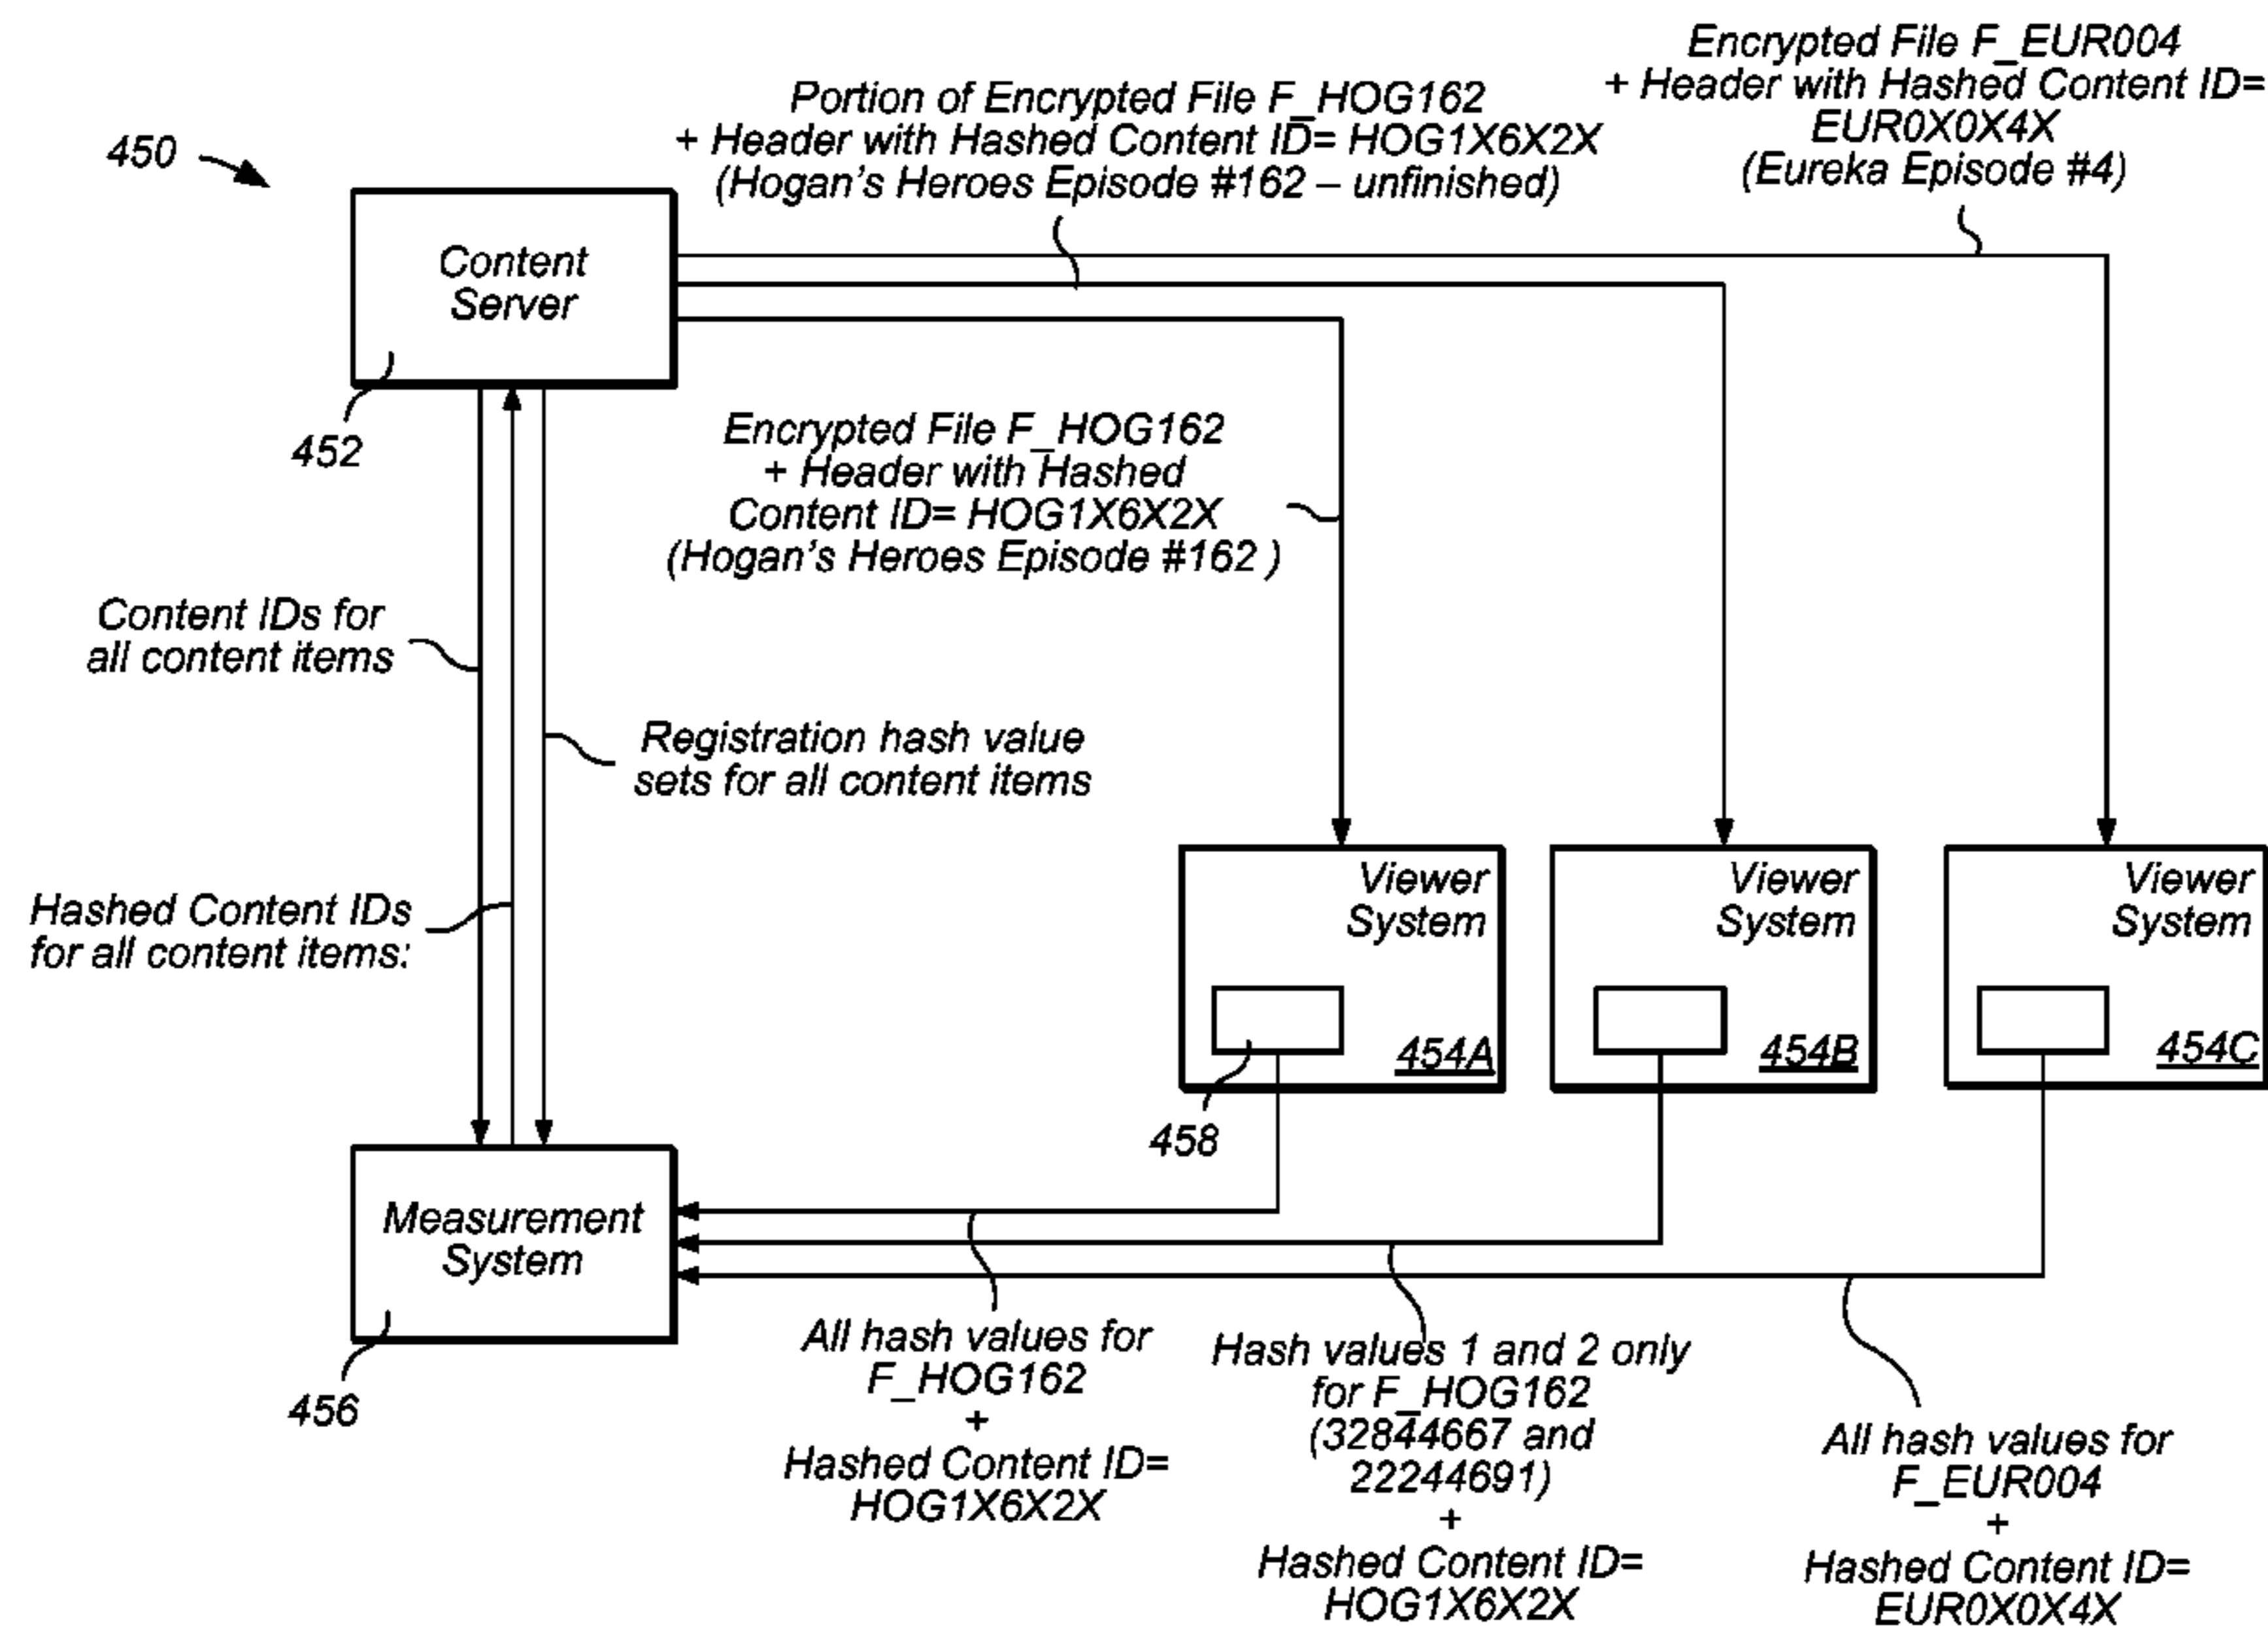 450
Portion of Encrypted File F_HOG162
+ Header with Hashed Content ID= HOG1X6X2X
(Hogan's Heroes Episode #162 – unfinished)
Encrypted File F_EUR004
+ Header with Hashed Content ID=
EUR0X0X4X
(Eureka Episode #4)
Content
Server
452
Encrypted File F_HOG162
+ Header with Hashed
Content ID= HOG1X6X2X
(Hogan's Heroes Episode #162 )
Content IDs for
all content items
Registration hash value
sets for all content items
Hashed Content IDs
for all content items:
Viewer
System
454A
458
Viewer
System
454B
Viewer
System
454C
Measurement
System
456
All hash values for
F_HOG162
+
Hashed Content ID=
HOG1X6X2X
Hash values 1 and 2 only
for F_HOG162
(32844667 and
22244691)
+
Hashed Content ID=
HOG1X6X2X
All hash values for
F_EUR004
+
Hashed Content ID=
EUR0X0X4X